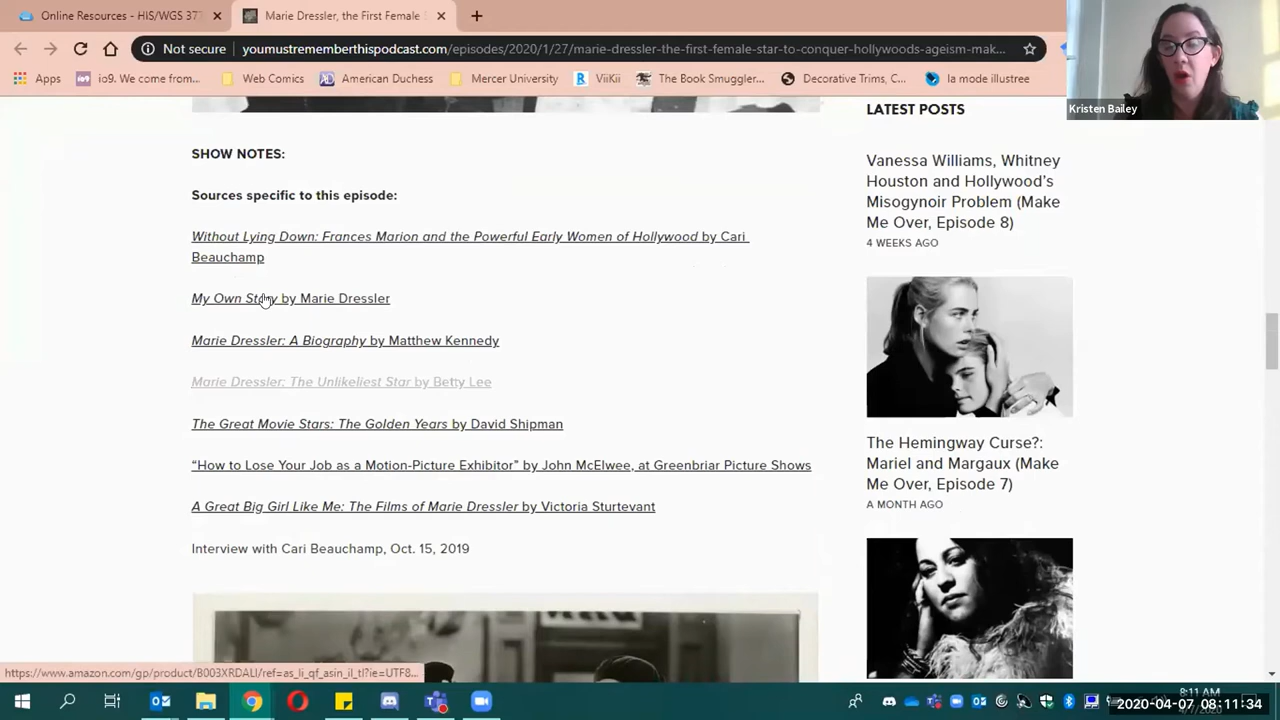 Online Resources - HIS/WGS 37
Marie Dressler, the First Female S
Not secure
youmustrememberthispodcast.com/episodes/2020/1/27/marie-dressler-the-first-female-star-to-conquer-hollywoods-ageism-mak...
Apps
io9. We come from...
Web Comics
American Duchess
Mercer University
ViiKii
The Book Smuggler...
Decorative Trims, C...
la mode illustree
Kristen Bailey
SHOW NOTES:
Sources specific to this episode:
Without Lying Down: Frances Marion and the Powerful Early Women of Hollywood by Cari
Beauchamp
My Own Story by Marie Dressler
Marie Dressler: A Biography by Matthew Kennedy
Marie Dressler: The Unlikeliest Star by Betty Lee
The Great Movie Stars: The Golden Years by David Shipman
“How to Lose Your Job as a Motion-Picture Exhibitor” by John McElwee, at Greenbriar Picture Shows
A Great Big Girl Like Me: The Films of Marie Dressler by Victoria Sturtevant
Interview with Cari Beauchamp, Oct. 15, 2019
LATEST POSTS
Vanessa Williams, Whitney
Houston and Hollywood’s
Misogynoir Problem (Make
Me Over, Episode 8)
4 WEEKS AGO
The Hemingway Curse?:
Mariel and Margaux (Make
Me Over, Episode 7)
A MONTH AGO
https://www.amazon.com/gp/product/B003XRDALI/ref=as_li_qf_asin_il_tl?ie=UTF8...
8:11 AM
2020-04-07 08:11:34